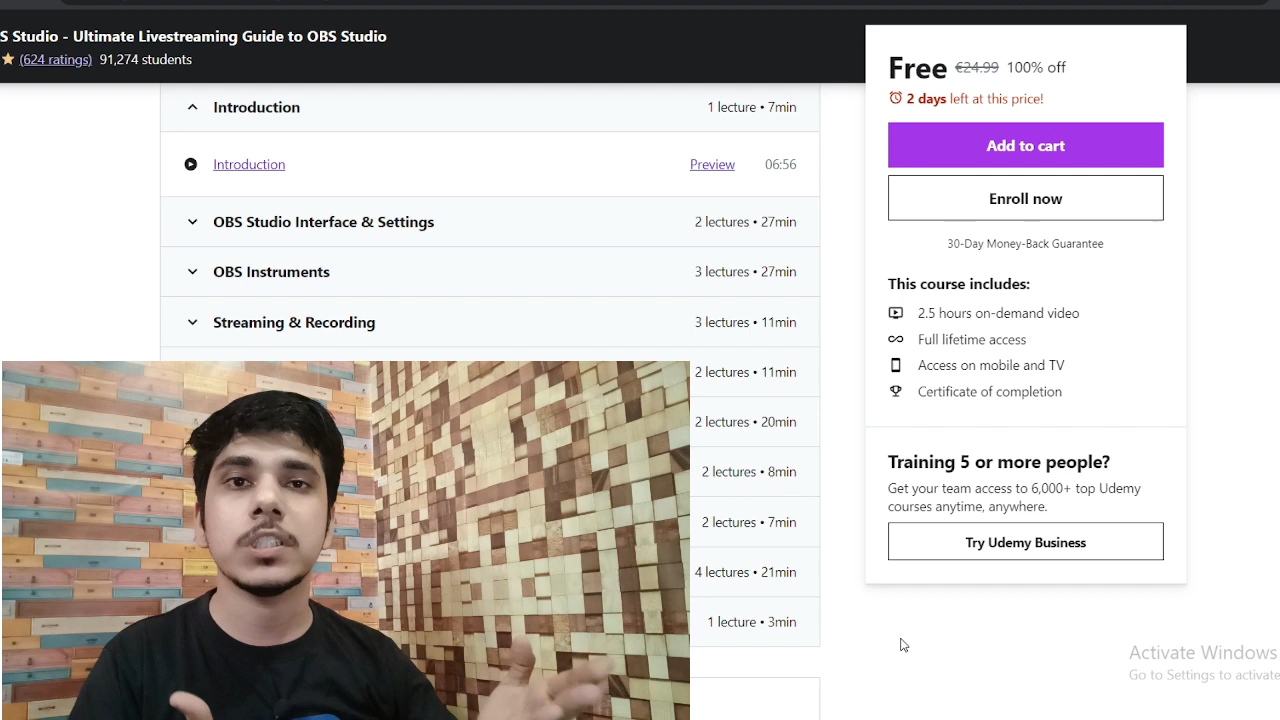 S Studio - Ultimate Livestreaming Guide to OBS Studio
(624 ratings) 91,274 students
Introduction 1 lecture • 7min
Introduction Preview 06:56
OBS Studio Interface & Settings 2 lectures • 27min
OBS Instruments 3 lectures • 27min
Streaming & Recording 3 lectures • 11min
2 lectures • 11min
2 lectures • 20min
2 lectures • 8min
2 lectures • 7min
4 lectures • 21min
1 lecture • 3min
Free €24.99 100% off
2 days left at this price!
Add to cart
Enroll now
30-Day Money-Back Guarantee
This course includes:
2.5 hours on-demand video
Full lifetime access
Access on mobile and TV
Certificate of completion
Training 5 or more people?
Get your team access to 6,000+ top Udemy
courses anytime, anywhere.
Try Udemy Business
Activate Windows
Go to Settings to activate